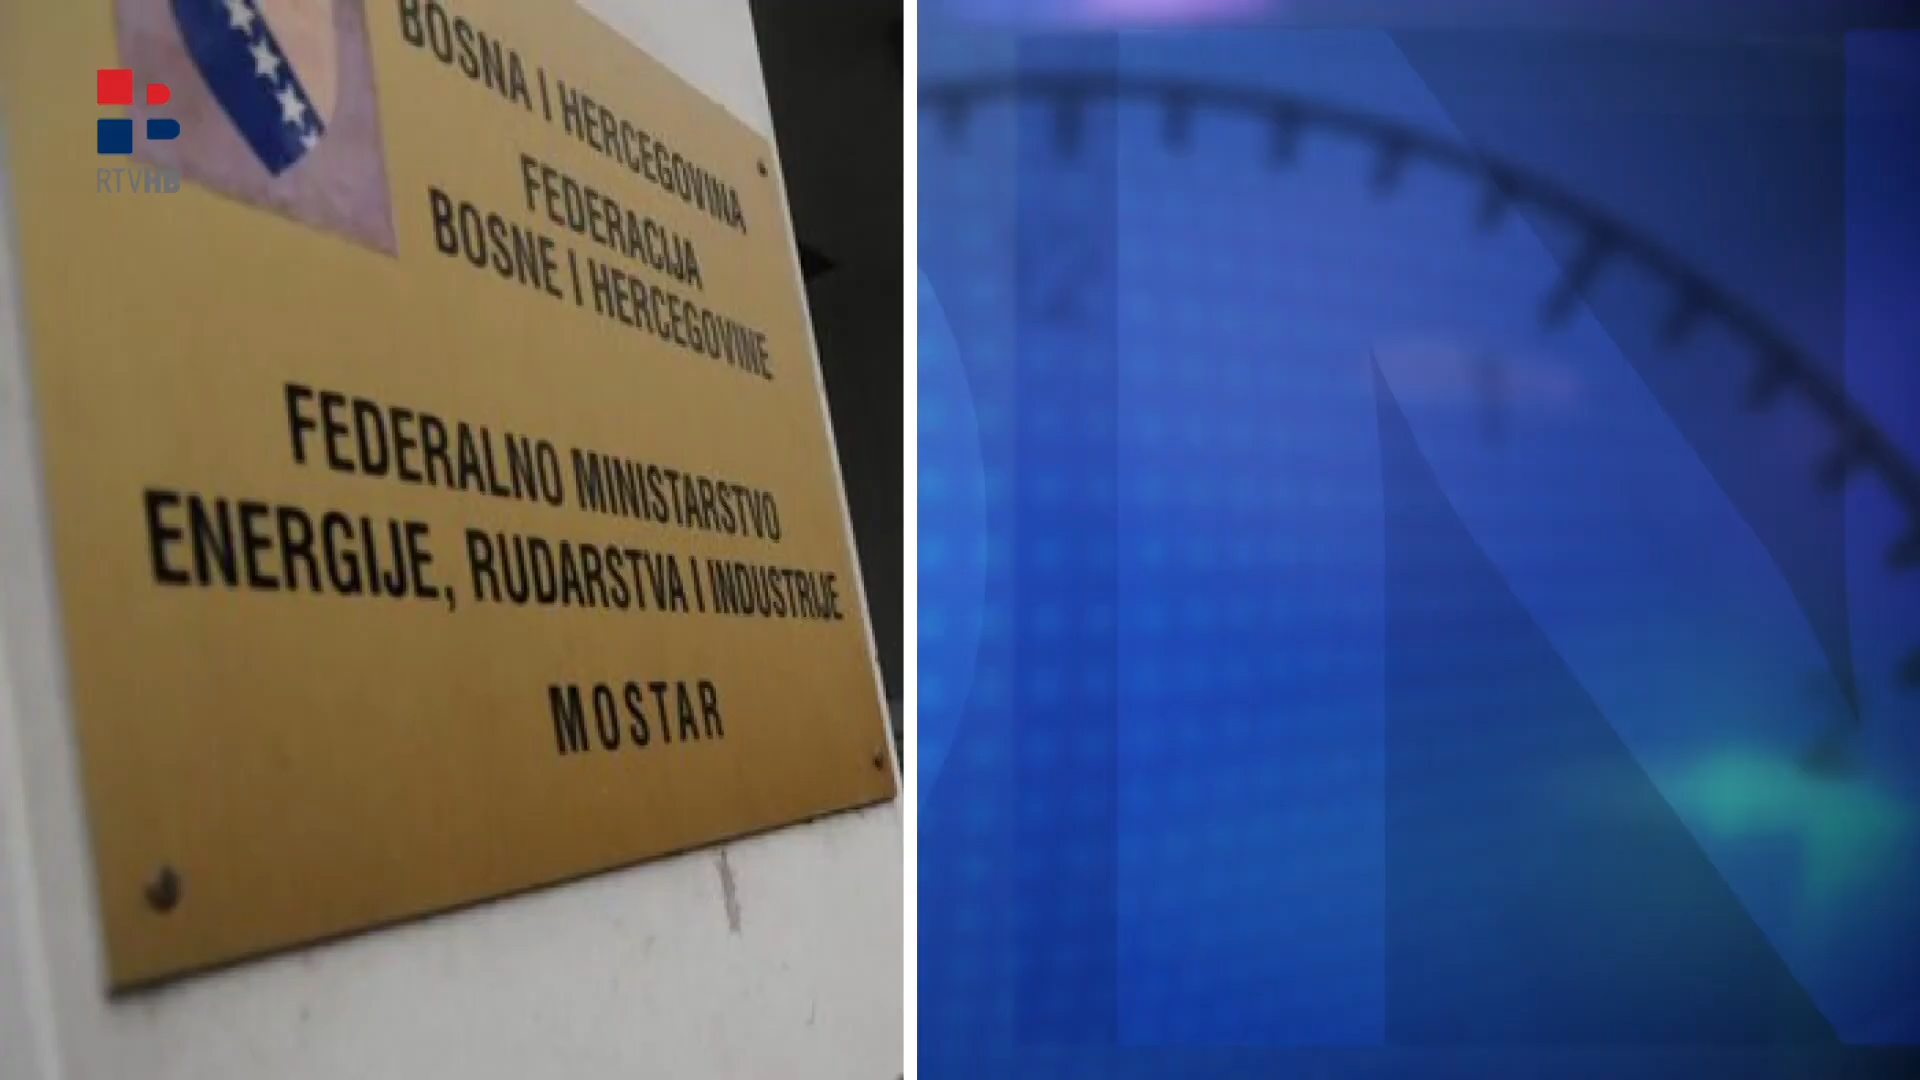 RTVHB
BOSNA I HERCEGOVINA
FEDERACIJA
BOSNE I HERCEGOVINE
FEDERALNO MINISTARSTVO
ENERGIJE, RUDARSTVA I INDUSTRIJE
MOSTAR